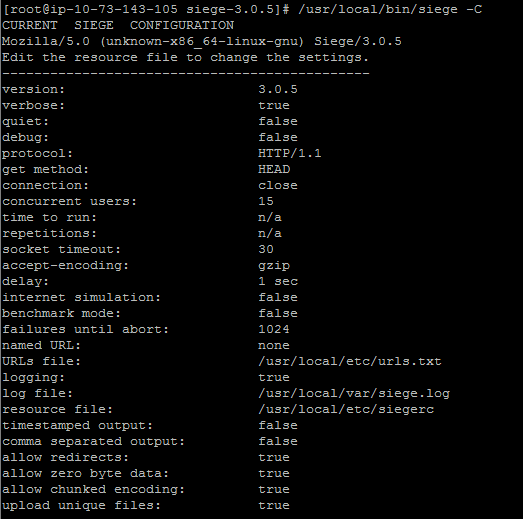 [root@ip-10-73-143-105 siege-3.0.5]# /usr/local/bin/siege -C
CURRENT  SIEGE  CONFIGURATION
Mozilla/5.0 (unknown-x86_64-linux-gnu) Siege/3.0.5
Edit the resource file to change the settings.
----------------------------------------------
version:                        3.0.5
verbose:                        true
quiet:                          false
debug:                          false
protocol:                       HTTP/1.1
get method:                     HEAD
connection:                     close
concurrent users:               15
time to run:                    n/a
repetitions:                    n/a
socket timeout:                 30
accept-encoding:                gzip
delay:                          1 sec
internet simulation:            false
benchmark mode:                 false
failures until abort:           1024
named URL:                      none
URLs file:                      /usr/local/etc/urls.txt
logging:                        true
log file:                       /usr/local/var/siege.log
resource file:                  /usr/local/etc/siegerc
timestamped output:             false
comma separated output:         false
allow redirects:                true
allow zero byte data:           true
allow chunked encoding:         true
upload unique files:            true